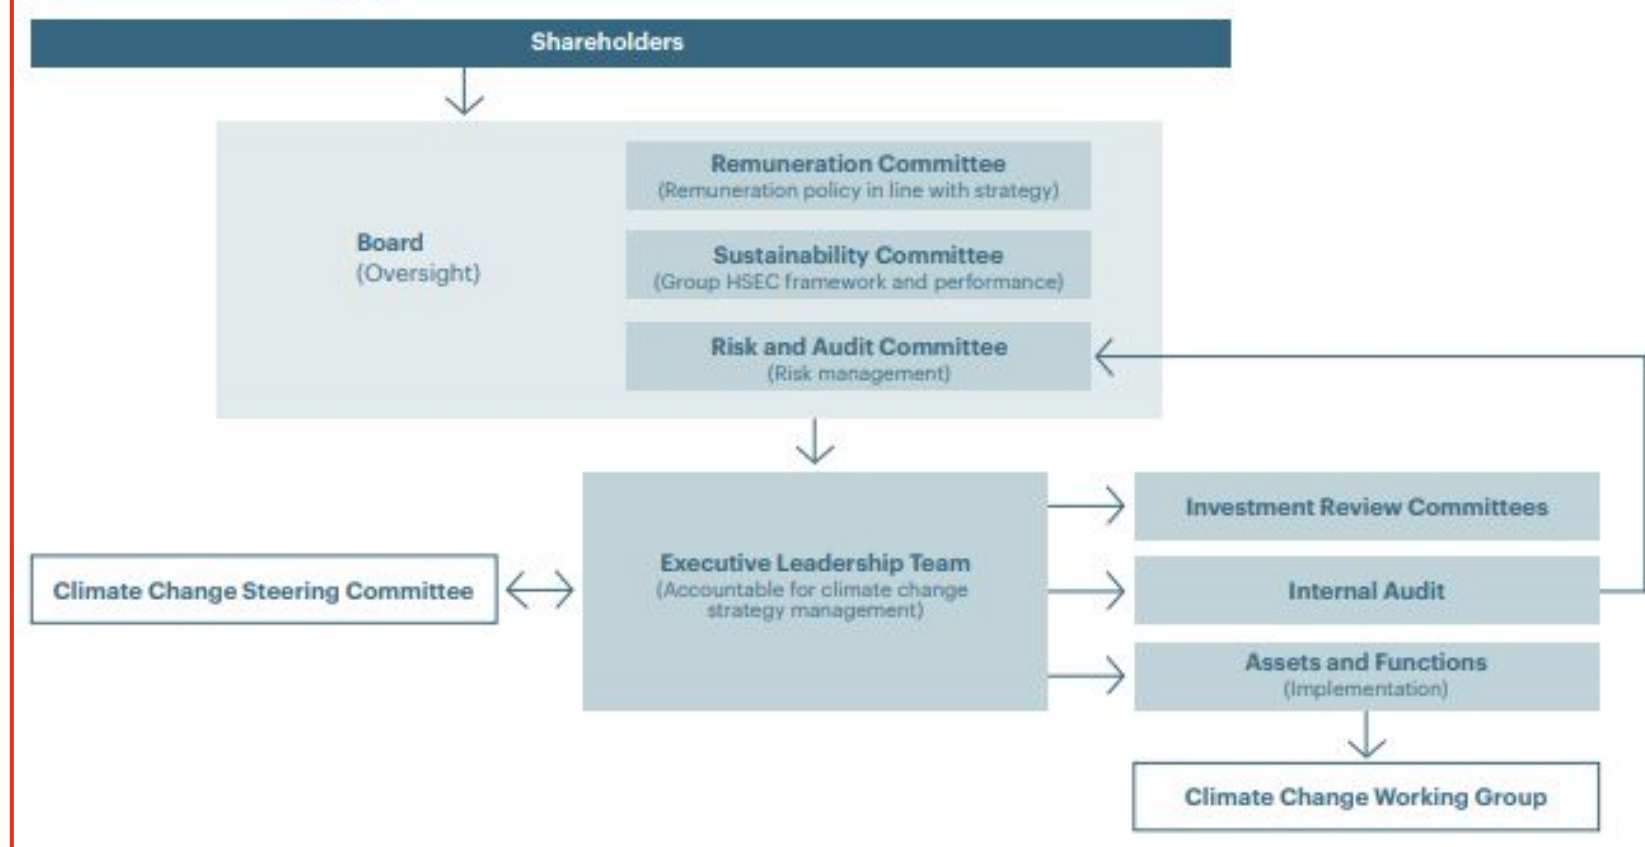 Shareholders
Board
(Oversight)
Remuneration Committee
(Remuneration policy in line with strategy)
Sustainability Committee
(Group HSEC framework and performance)
Risk and Audit Committee
(Risk management)
Climate Change Steering Committee
Executive Leadership Team
(Accountable for climate change
strategy management)
Investment Review Committees
Internal Audit
Assets and Functions
(Implementation)
Climate Change Working Group